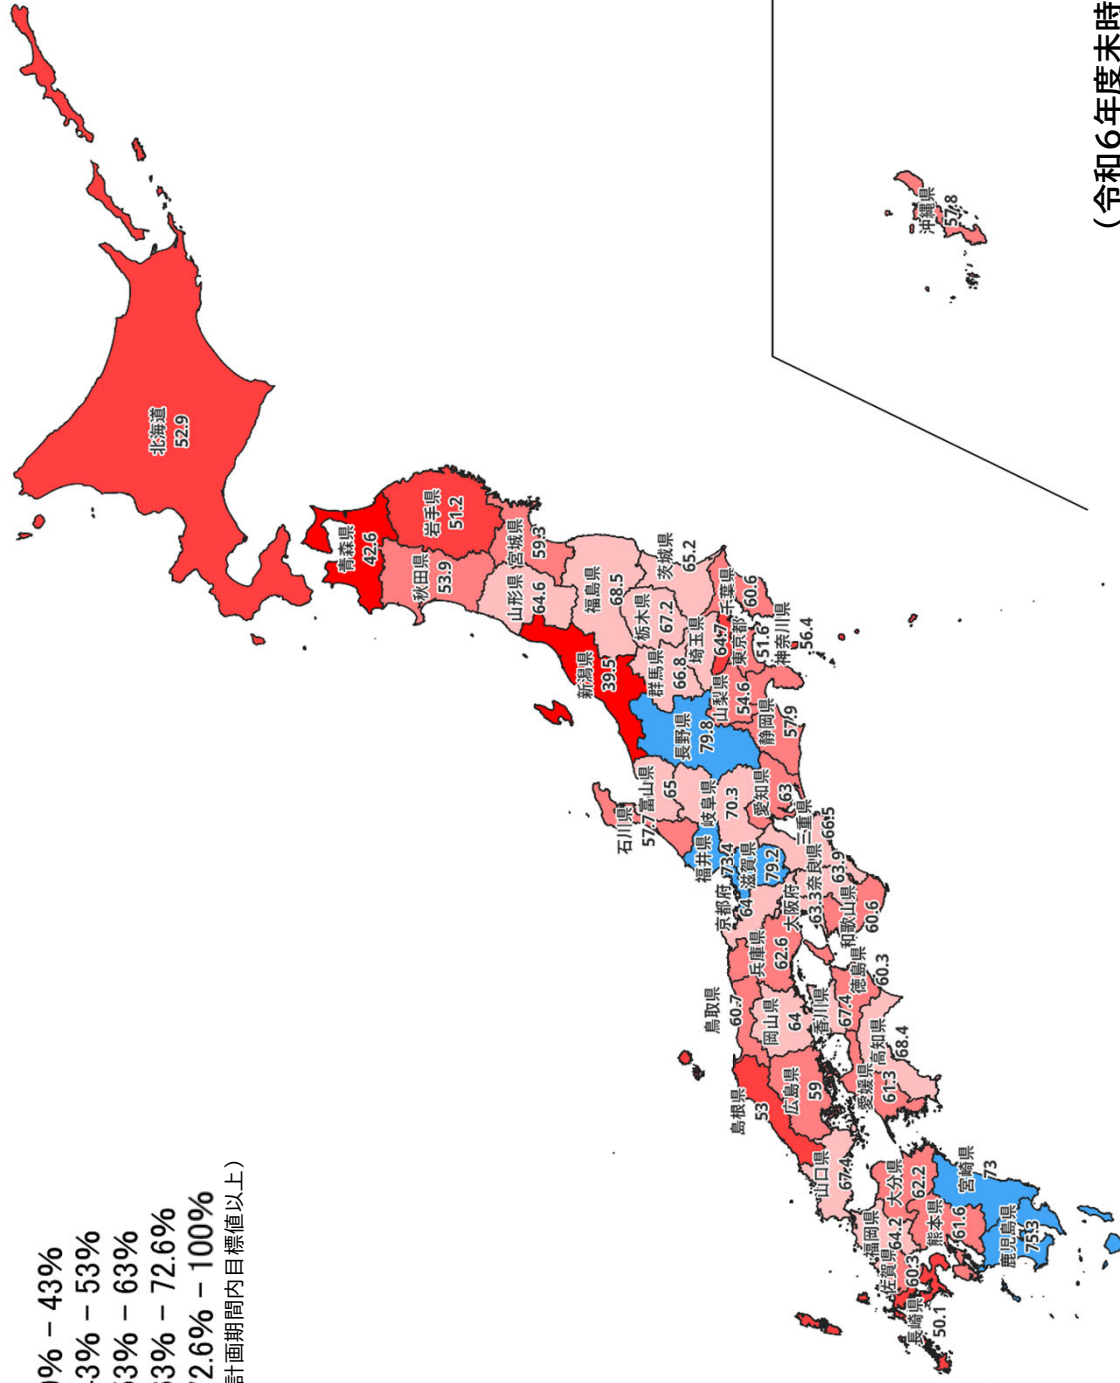 0% – 43%
43% – 53%
53% – 63%
63% – 72.6%
72.6% – 100%
計画期間内目標値以上)
(令和6年度末時
北海道
52.9
青森県
42.6
岩手県
51.2
秋田県
53.9
宮城県
59.3
山形県
64.6
福島県
68.5
茨城県
65.2
栃木県
67.2
群馬県
66.8
埼玉県
64.7
千葉県
60.6
東京都
51.6
神奈川県
56.4
新潟県
39.5
富山県
65
石川県
57.7
福井県
73.4
山梨県
54.6
長野県
79.8
岐阜県
70.3
静岡県
57.9
愛知県
63
三重県
66.5
滋賀県
79.2
京都府
64
大阪府
63.3
兵庫県
62.6
奈良県
63.9
和歌山県
60.6
鳥取県
60.7
島根県
53
岡山県
64
広島県
59
山口県
67.4
徳島県
60.3
香川県
67.4
愛媛県
61.3
高知県
68.4
福岡県
64.2
佐賀県
60.3
長崎県
50.1
熊本県
61.6
大分県
62.2
宮崎県
73
鹿児島県
75.3
沖縄県
57.8